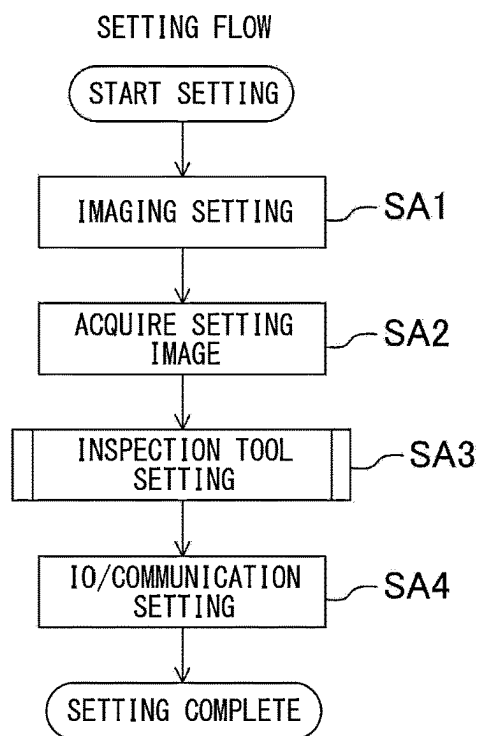 SETTING FLOW
START SETTING
IMAGING SETTING
SA1
ACQUIRE SETTING
IMAGE
SA2
INSPECTION TOOL
SETTING
SA3
IO/COMMUNICATION
SETTING
SA4
SETTING COMPLETE